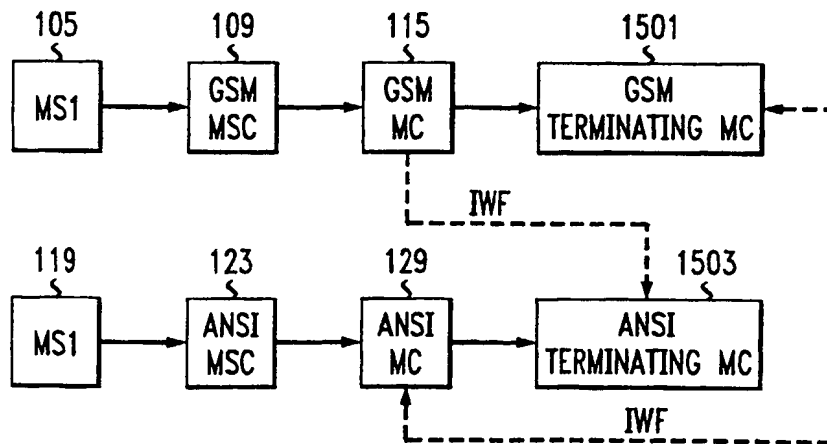 105
109
115
1501
MS1
GSM
MSC
GSM
MC
GSM
TERMINATING MC
IWF
119
123
129
1503
MS1
ANSI
MSC
ANSI
MC
ANSI
TERMINATING MC
IWF